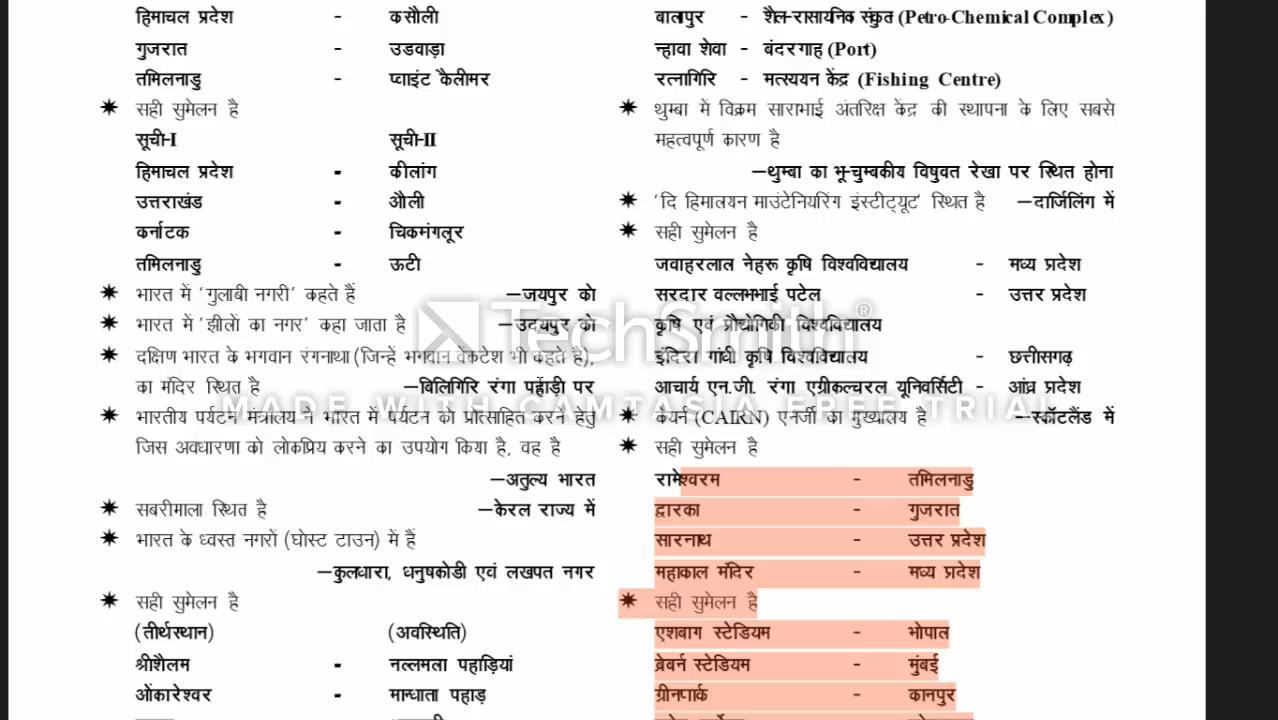 हिमाचल प्रदेश - कसौली
गुजरात - उडवाड़ा
तमिलनाडु - प्वाइंट कैलीमर
✷ सही सुमेलन है
सूची-I सूची-II
हिमाचल प्रदेश - कीलांग
उत्तराखंड - औली
कर्नाटक - चिकमंगलूर
तमिलनाडु - ऊटी
✷ भारत में 'गुलाबी नगरी' कहते हैं –जयपुर को
✷ भारत में 'झीलों का नगर' कहा जाता है –उदयपुर को
✷ दक्षिण भारत के भगवान रंगनाथा (जिन्हें भगवान वेंकटेश भी कहते हैं),
का मंदिर स्थित है –बिलिगिरि रंगा पहाड़ी पर
✷ भारतीय पर्यटन मंत्रालय ने भारत में पर्यटन को प्रोत्साहित करने हेतु
जिस अवधारणा को लोकप्रिय करने का उपयोग किया है, वह है
–अतुल्य भारत
✷ सबरीमाला स्थित है –केरल राज्य में
✷ भारत के ध्वस्त नगरों (घोस्ट टाउन) में हैं
–कुलधारा, धनुषकोडी एवं लखपत नगर
✷ सही सुमेलन है
(तीर्थस्थान) (अवस्थिति)
श्रीशैलम - नल्लमला पहाड़ियां
ओंकारेश्वर - मान्धाता पहाड़
बालापुर - शैल-रासायनिक संकुल (Petro-Chemical Complex)
न्हावा शेवा - बंदरगाह (Port)
रत्नागिरि - मत्स्ययन केंद्र (Fishing Centre)
✷ थुम्बा में विक्रम साराभाई अंतरिक्ष केंद्र की स्थापना के लिए सबसे
महत्वपूर्ण कारण है
–थुम्बा का भू-चुम्बकीय विषुवत रेखा पर स्थित होना
✷ 'दि हिमालयन माउंटेनियरिंग इंस्टीट्यूट' स्थित है –दार्जिलिंग में
✷ सही सुमेलन है
जवाहरलाल नेहरू कृषि विश्वविद्यालय - मध्य प्रदेश
सरदार वल्लभभाई पटेल - उत्तर प्रदेश
कृषि एवं प्रौद्योगिकी विश्वविद्यालय
इंदिरा गांधी कृषि विश्वविद्यालय - छत्तीसगढ़
आचार्य एन.जी. रंगा एग्रीकल्चरल यूनिवर्सिटी - आंध्र प्रदेश
✷ केयर्न (CAIRN) एनर्जी का मुख्यालय है –स्कॉटलैंड में
✷ सही सुमेलन है
रामेश्वरम - तमिलनाडु
द्वारका - गुजरात
सारनाथ - उत्तर प्रदेश
महाकाल मंदिर - मध्य प्रदेश
✷ सही सुमेलन है
एशबाग स्टेडियम - भोपाल
ब्रेबर्न स्टेडियम - मुंबई
ग्रीनपार्क - कानपुर
TechSmith®
MADE WITH CAMTASIA FREE TRIAL